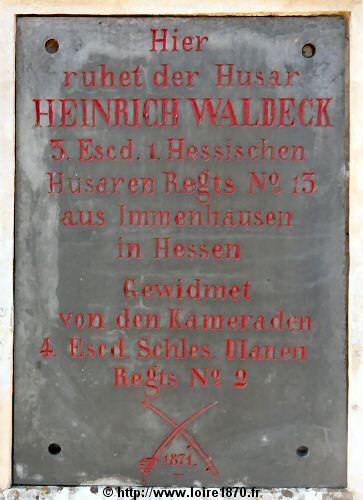 Hier
ruhet der Husar
HEINRICH WALDECK
3. Escd. 1. Hessischen
Husaren Regts No 13
aus Immenhausen
in Hessen
Gewidmet
von den Kameraden
4. Escd. Schles. Ulanen
Regts No 2
1871.
© http://www.loire1870.fr